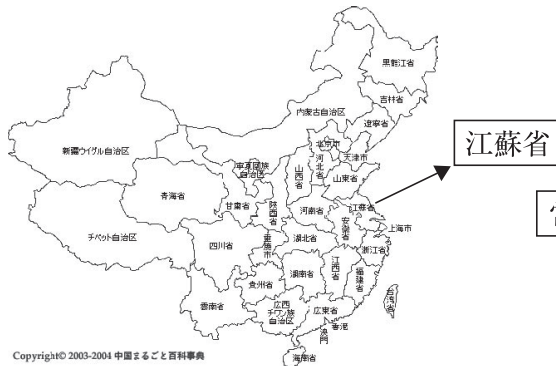 黒龍江省
吉林省
遼寧省
内蒙古自治区
北京市
天津市
河北省
山西省
山東省
新疆ウイグル自治区
寧夏回族
自治区
青海省
甘粛省
陝西省
河南省
江蘇省
安徽省
上海市
チベット自治区
四川省
重慶市
湖北省
浙江省
江西省
湖南省
福建省
貴州省
雲南省
広西
チワン族
自治区
広東省
台湾省
香港
澳門
海南省
江蘇省
Copyright© 2003-2004 中国まるごと百科事典